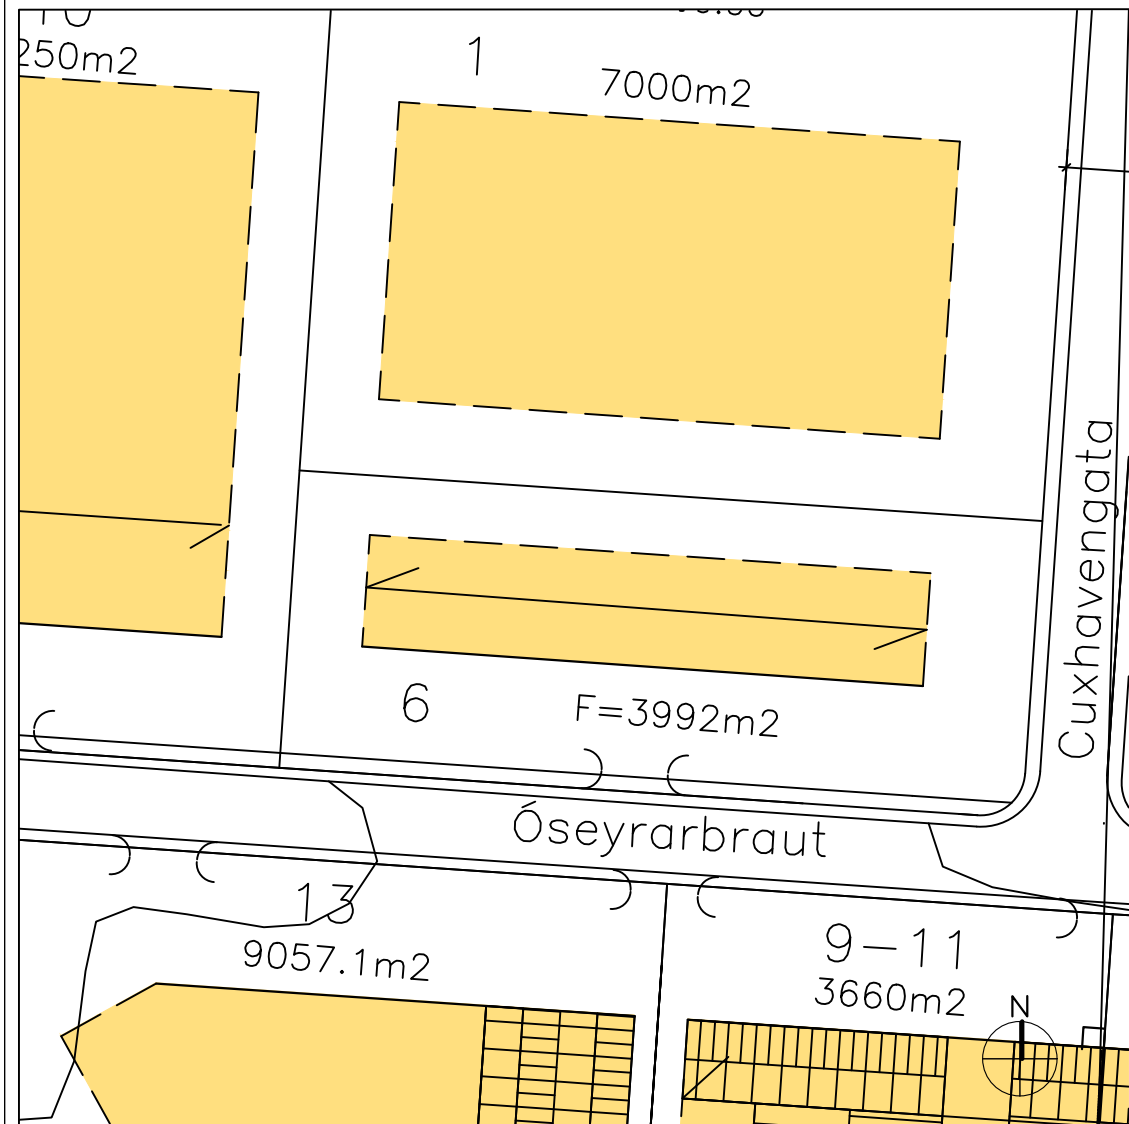 250m2
1
7000m2
Cuxhavengata
6
F=3992m2
Óseyrarbraut
13
9057.1m2
9-11
3660m2
N